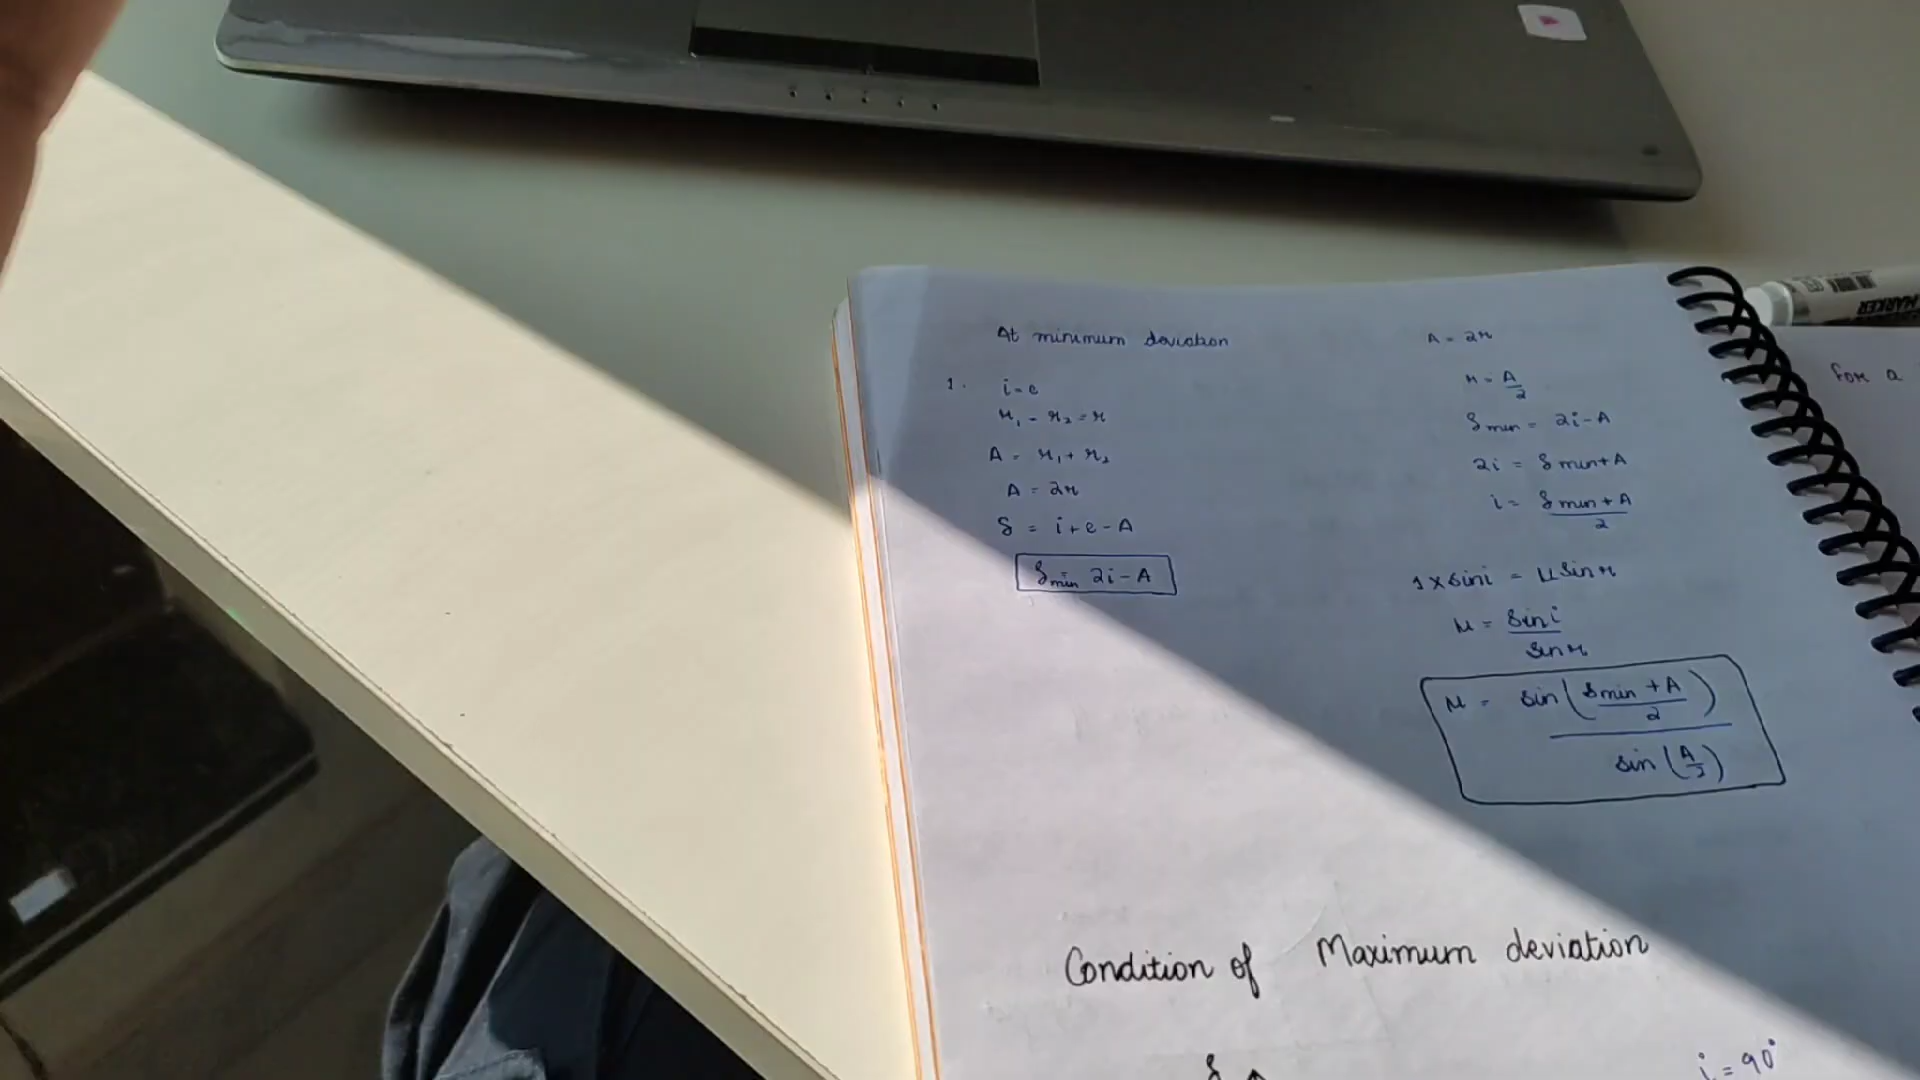 At minimum deviation
1. i = e
r₁ = r₂ = r
A = r₁ + r₂
A = 2r
δ = i + e - A
δmin = 2i - A
A = 2r
r = A/2
δmin = 2i - A
2i = δmin + A
i = (δmin + A)/2
1 × sin i = μ sin r
μ = sin i / sin r
μ = sin((δmin + A)/2) / sin(A/2)
Condition of Maximum deviation
δ
i = 90°
for a
MARKER